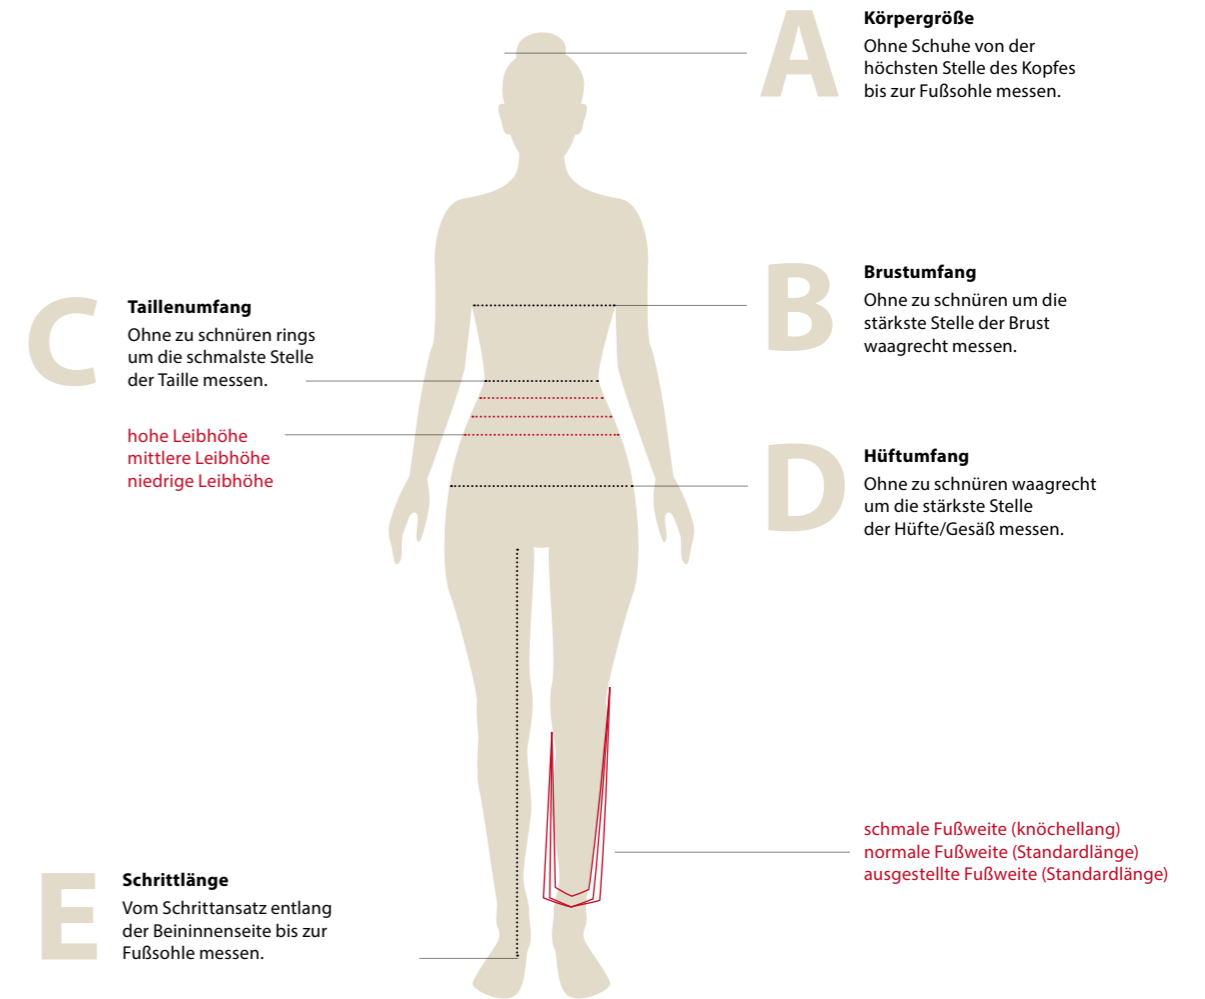 A
Körpergröße
Ohne Schuhe von der
höchsten Stelle des Kopfes
bis zur Fußsohle messen.
B
Brustumfang
Ohne zu schnüren um die
stärkste Stelle der Brust
waagrecht messen.
C
Taillenumfang
Ohne zu schnüren rings
um die schmalste Stelle
der Taille messen.
hohe Leibhöhe
mittlere Leibhöhe
niedrige Leibhöhe
D
Hüftumfang
Ohne zu schnüren waagrecht
um die stärkste Stelle
der Hüfte/Gesäß messen.
schmale Fußweite (knöchellang)
normale Fußweite (Standardlänge)
ausgestellte Fußweite (Standardlänge)
E
Schrittlänge
Vom Schrittansatz entlang
der Beininnenseite bis zur
Fußsohle messen.